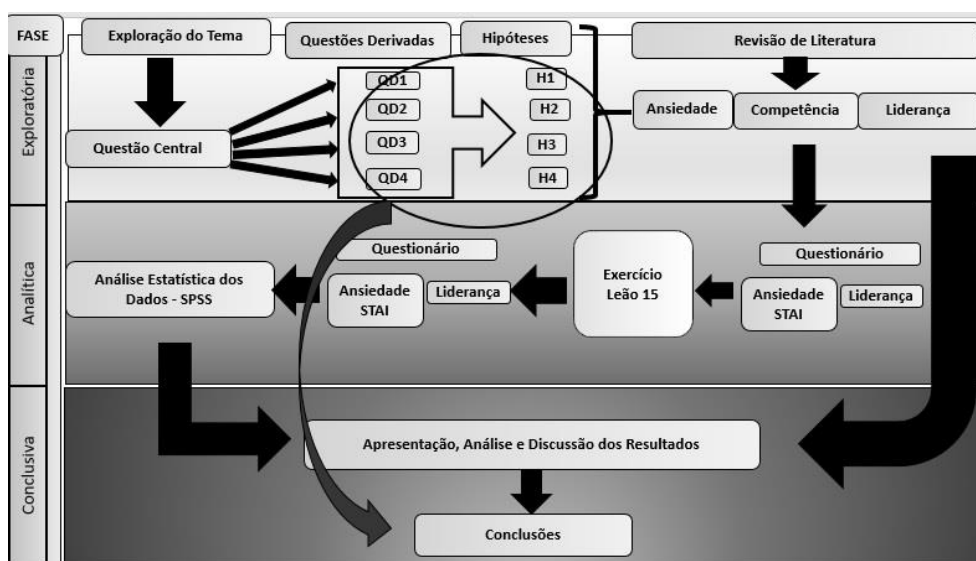 FASE
Exploração do Tema
Questões Derivadas
Hipóteses
Revisão de Literatura
Exploratória
QD1
QD2
QD3
QD4
H1
H2
H3
H4
Ansiedade
Competência
Liderança
Questão Central
Analítica
Questionário
Ansiedade
STAI
Liderança
Exercício
Leão 15
Questionário
Ansiedade
STAI
Liderança
Análise Estatística dos
Dados - SPSS
Conclusiva
Apresentação, Análise e Discussão dos Resultados
Conclusões